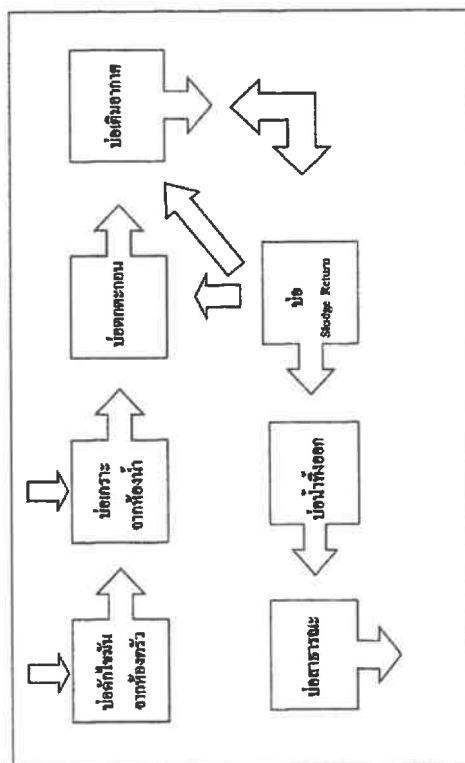 บ่อดักไขมัน
จากห้องครัว
บ่อเกราะ
จากห้องน้ำ
บ่อตกตะกอน
บ่อเติมอากาศ
บ่อ
Sludge Return
บ่อน้ำทิ้งออก
บ่อสาธารณะ